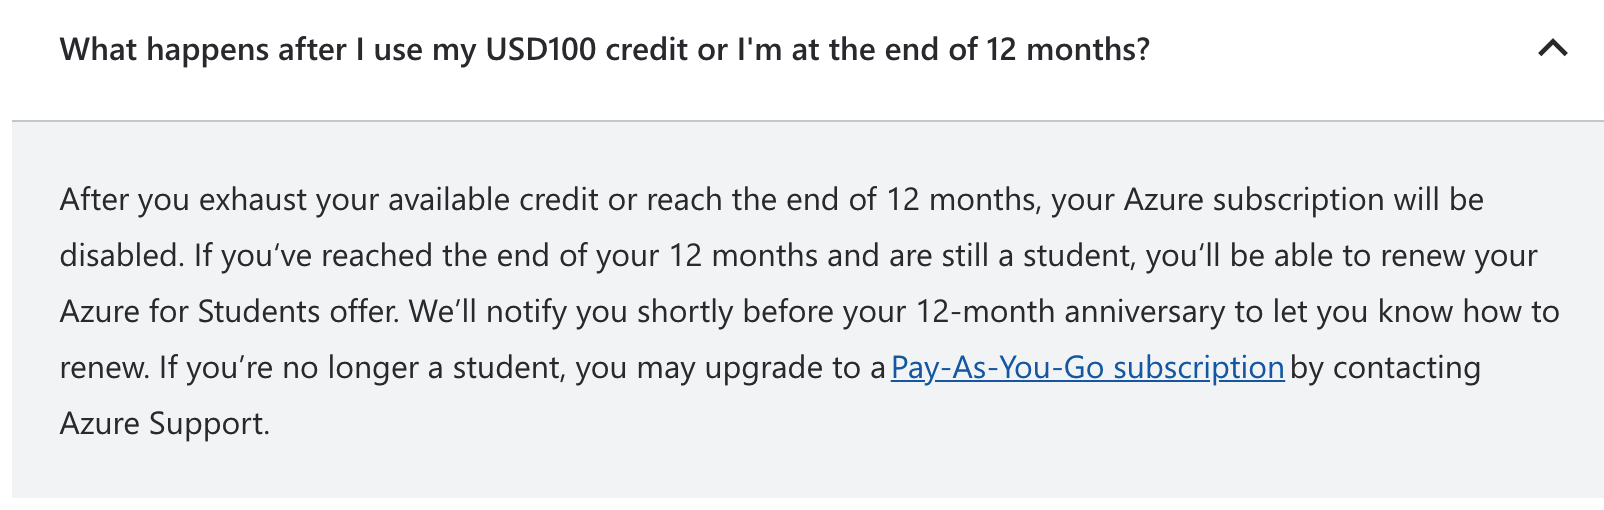 What happens after I use my USD100 credit or I'm at the end of 12 months?
After you exhaust your available credit or reach the end of 12 months, your Azure subscription will be
disabled. If you’ve reached the end of your 12 months and are still a student, you’ll be able to renew your
Azure for Students offer. We’ll notify you shortly before your 12-month anniversary to let you know how to
renew. If you’re no longer a student, you may upgrade to a Pay-As-You-Go subscription by contacting
Azure Support.